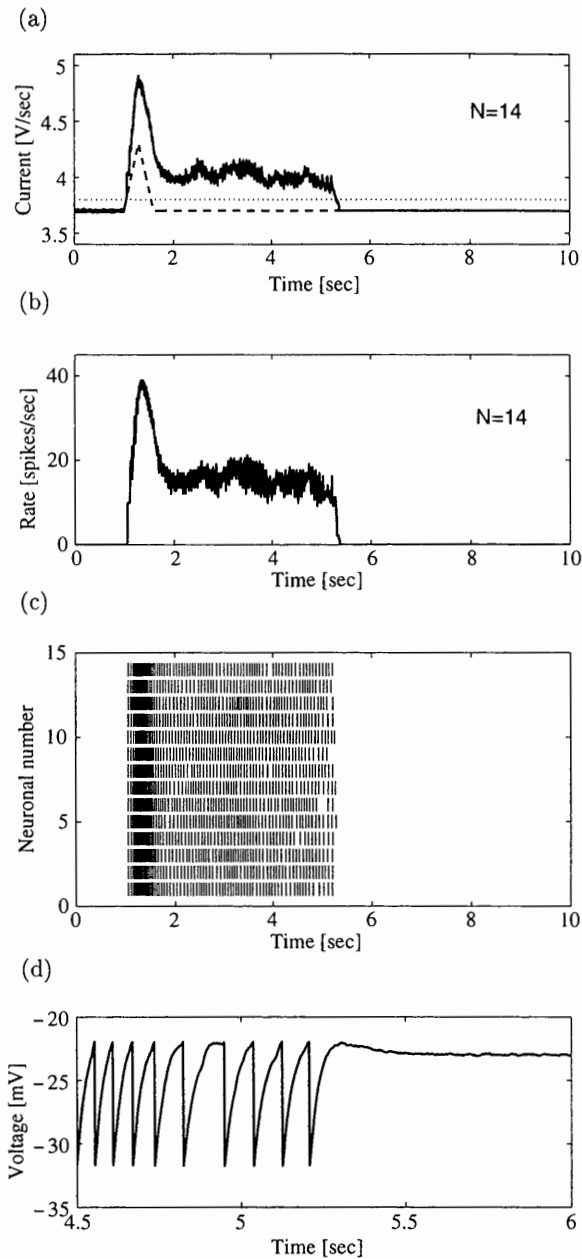 (a)
5
4.5
4
3.5
Current [V/sec]
N=14
0 2 4 6 8 10
Time [sec]
(b)
40
20
0
Rate [spikes/sec]
N=14
0 2 4 6 8 10
Time [sec]
(c)
15
10
5
0
Neuronal number
0 2 4 6 8 10
Time [sec]
(d)
−20
−25
−30
−35
Voltage [mV]
4.5 5 5.5 6
Time [sec]